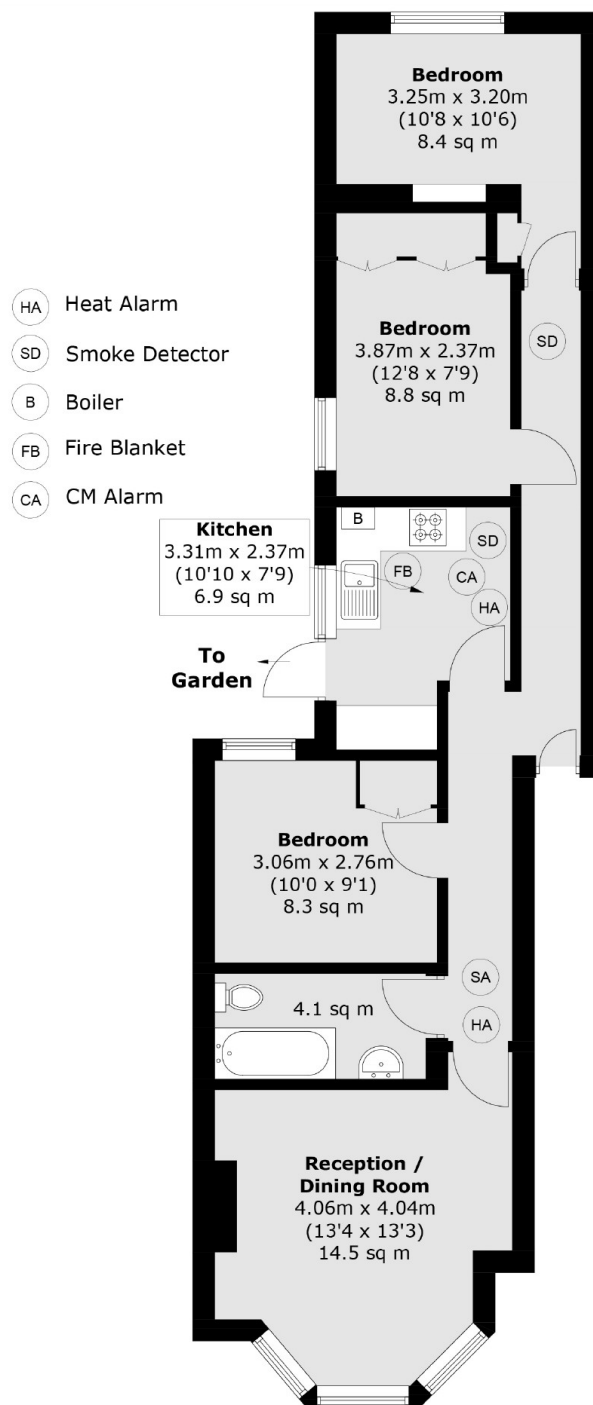 Bedroom
3.25m x 3.20m
(10'8 x 10'6)
8.4 sq m
HA Heat Alarm
SD Smoke Detector
B Boiler
FB Fire Blanket
CA CM Alarm
SD
Bedroom
3.87m x 2.37m
(12'8 x 7'9)
8.8 sq m
Kitchen
3.31m x 2.37m
(10'10 x 7'9)
6.9 sq m
B
SD
FB
CA
HA
To
Garden
Bedroom
3.06m x 2.76m
(10'0 x 9'1)
8.3 sq m
4.1 sq m
SA
HA
Reception /
Dining Room
4.06m x 4.04m
(13'4 x 13'3)
14.5 sq m